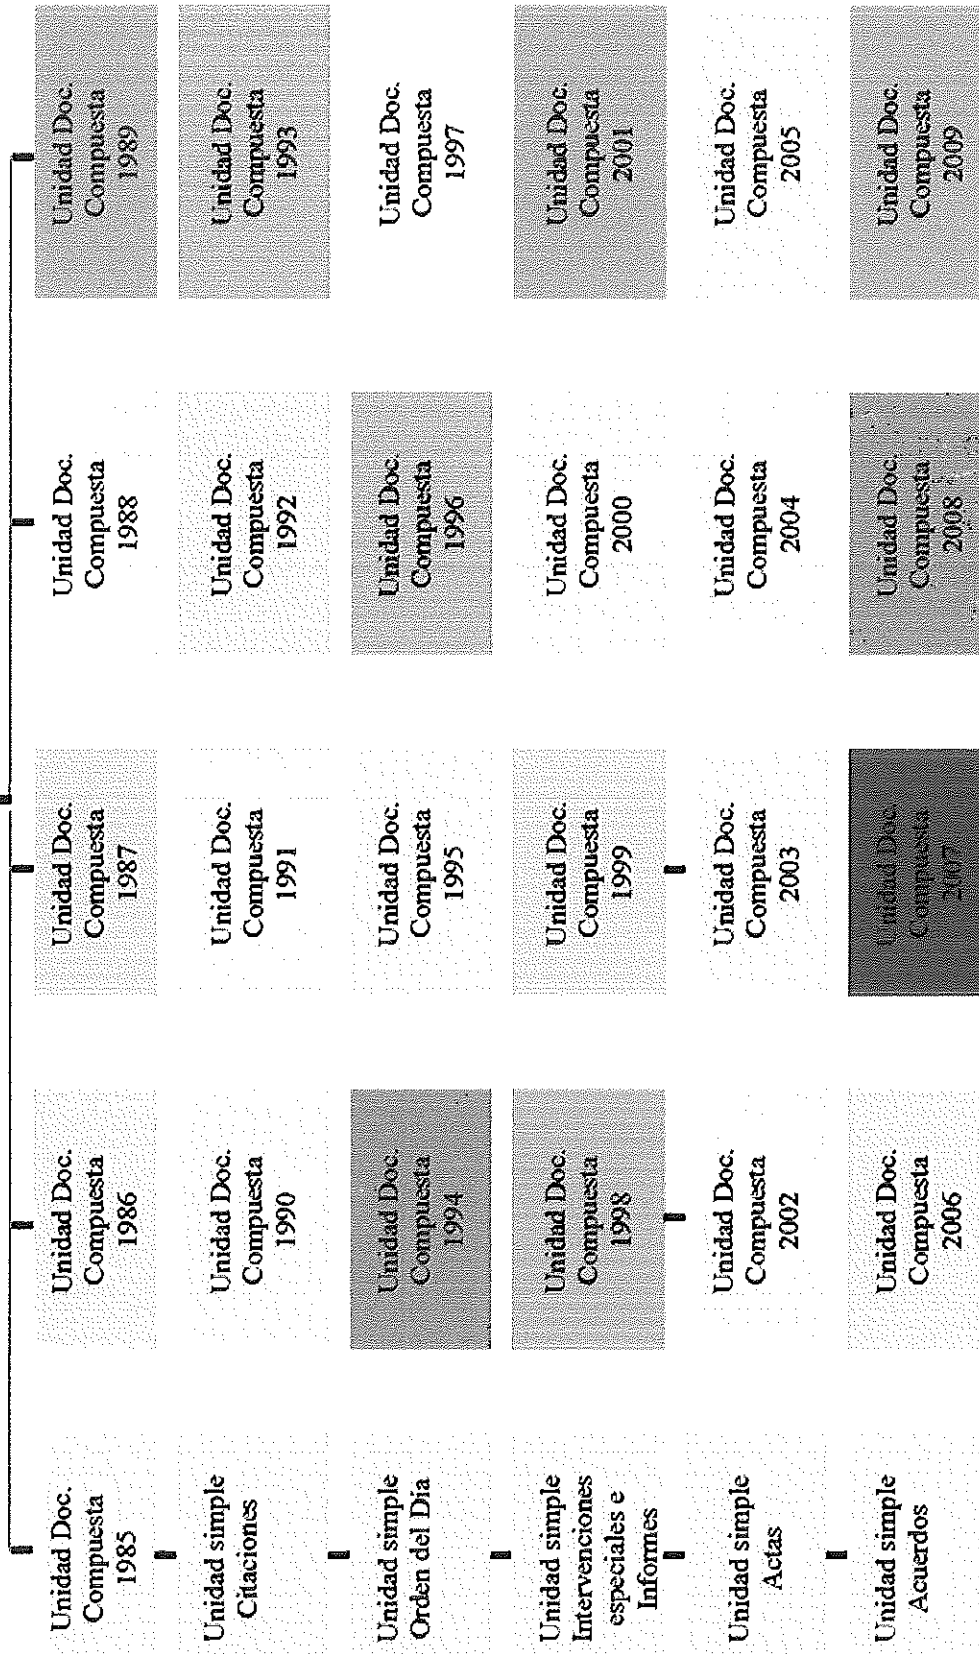 Unidad Doc.
Compuesta
1985
Unidad Doc.
Compuesta
1986
Unidad Doc.
Compuesta
1987
Unidad Doc.
Compuesta
1988
Unidad Doc.
Compuesta
1989
Unidad simple
Citaciones
Unidad Doc.
Compuesta
1990
Unidad Doc.
Compuesta
1991
Unidad Doc.
Compuesta
1992
Unidad Doc.
Compuesta
1993
Unidad simple
Orden del Dia
Unidad Doc.
Compuesta
1994
Unidad Doc.
Compuesta
1995
Unidad Doc.
Compuesta
1996
Unidad Doc.
Compuesta
1997
Unidad simple
Intervenciones
especiales e
Informes
Unidad Doc.
Compuesta
1998
Unidad Doc.
Compuesta
1999
Unidad Doc.
Compuesta
2000
Unidad Doc.
Compuesta
2001
Unidad simple
Actas
Unidad Doc.
Compuesta
2002
Unidad Doc.
Compuesta
2003
Unidad Doc.
Compuesta
2004
Unidad Doc.
Compuesta
2005
Unidad simple
Acuerdos
Unidad Doc.
Compuesta
2006
Unidad Doc.
Compuesta
2007
Unidad Doc.
Compuesta
2008
Unidad Doc.
Compuesta
2009